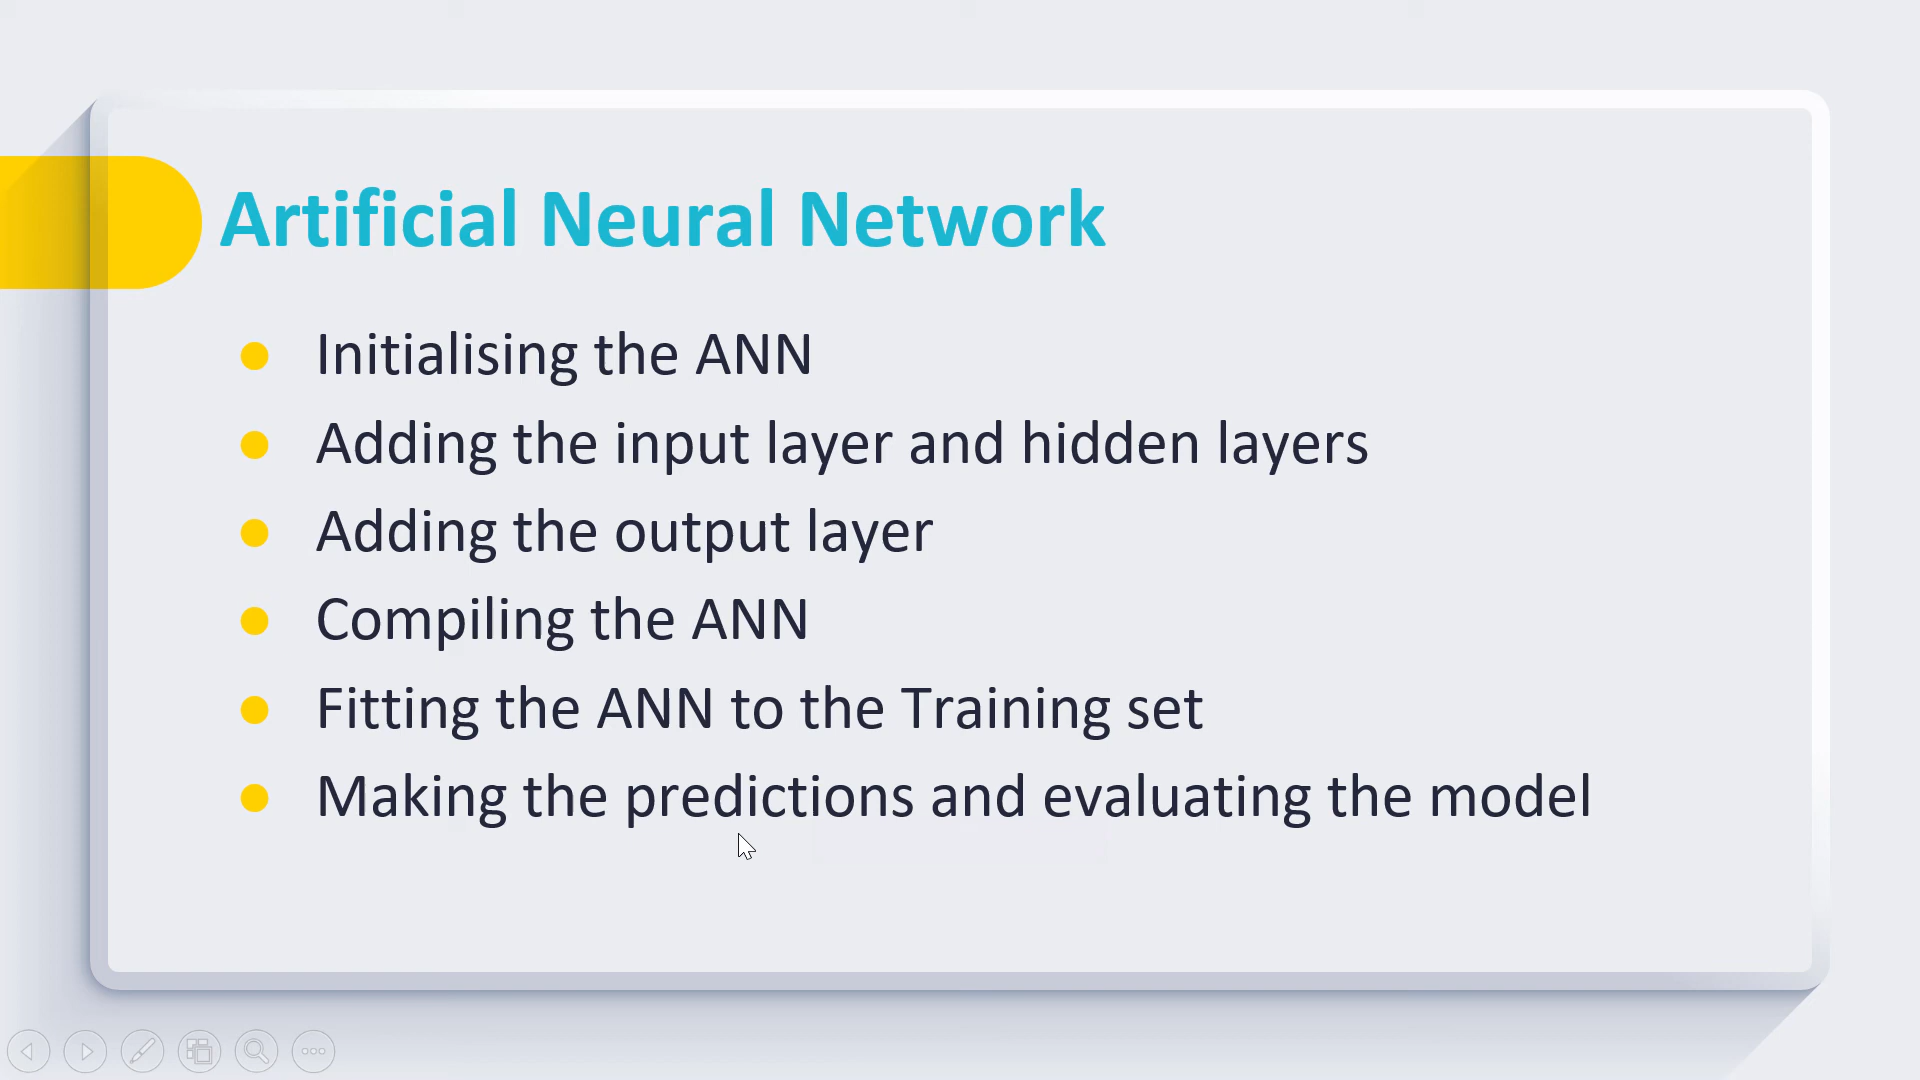 Artificial Neural Network
Initialising the ANN
Adding the input layer and hidden layers
Adding the output layer
Compiling the ANN
Fitting the ANN to the Training set
Making the predictions and evaluating the model